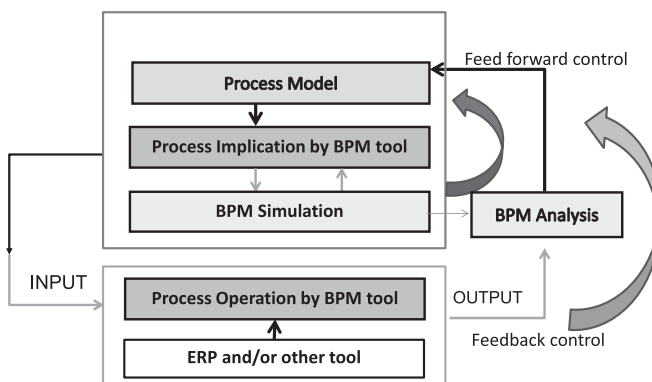 Feed forward control
Process Model
Process Implication by BPM tool
BPM Simulation
BPM Analysis
INPUT
Process Operation by BPM tool
OUTPUT
Feedback control
ERP and/or other tool